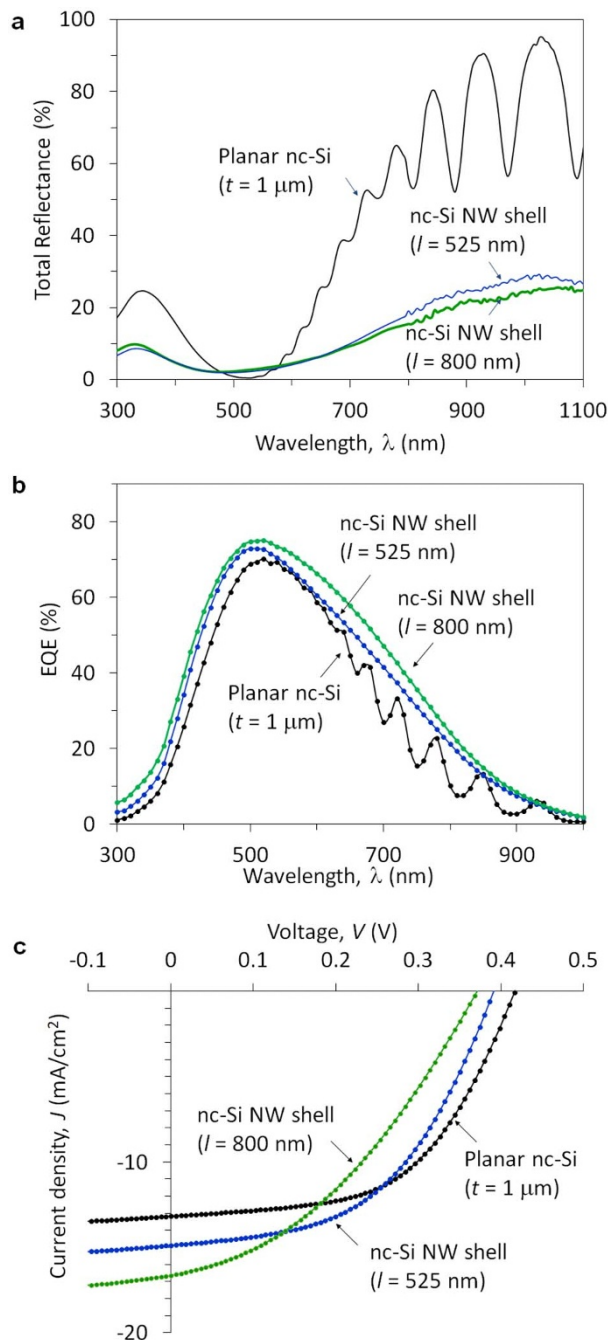 a
100
80
60
40
20
0
Total Reflectance (%)
Planar nc-Si
(t = 1 μm)
nc-Si NW shell
(l = 525 nm)
nc-Si NW shell
(l = 800 nm)
300 500 700 900 1100
Wavelength, λ (nm)
b
80
60
40
20
0
EQE (%)
nc-Si NW shell
(l = 525 nm)
nc-Si NW shell
(l = 800 nm)
Planar nc-Si
(t = 1 μm)
300 500 700 900
Wavelength, λ (nm)
c
Voltage, V (V)
-0.1 0 0.1 0.2 0.3 0.4 0.5
Current density, J (mA/cm²)
-10
-20
nc-Si NW shell
(l = 800 nm)
Planar nc-Si
(t = 1 μm)
nc-Si NW shell
(l = 525 nm)